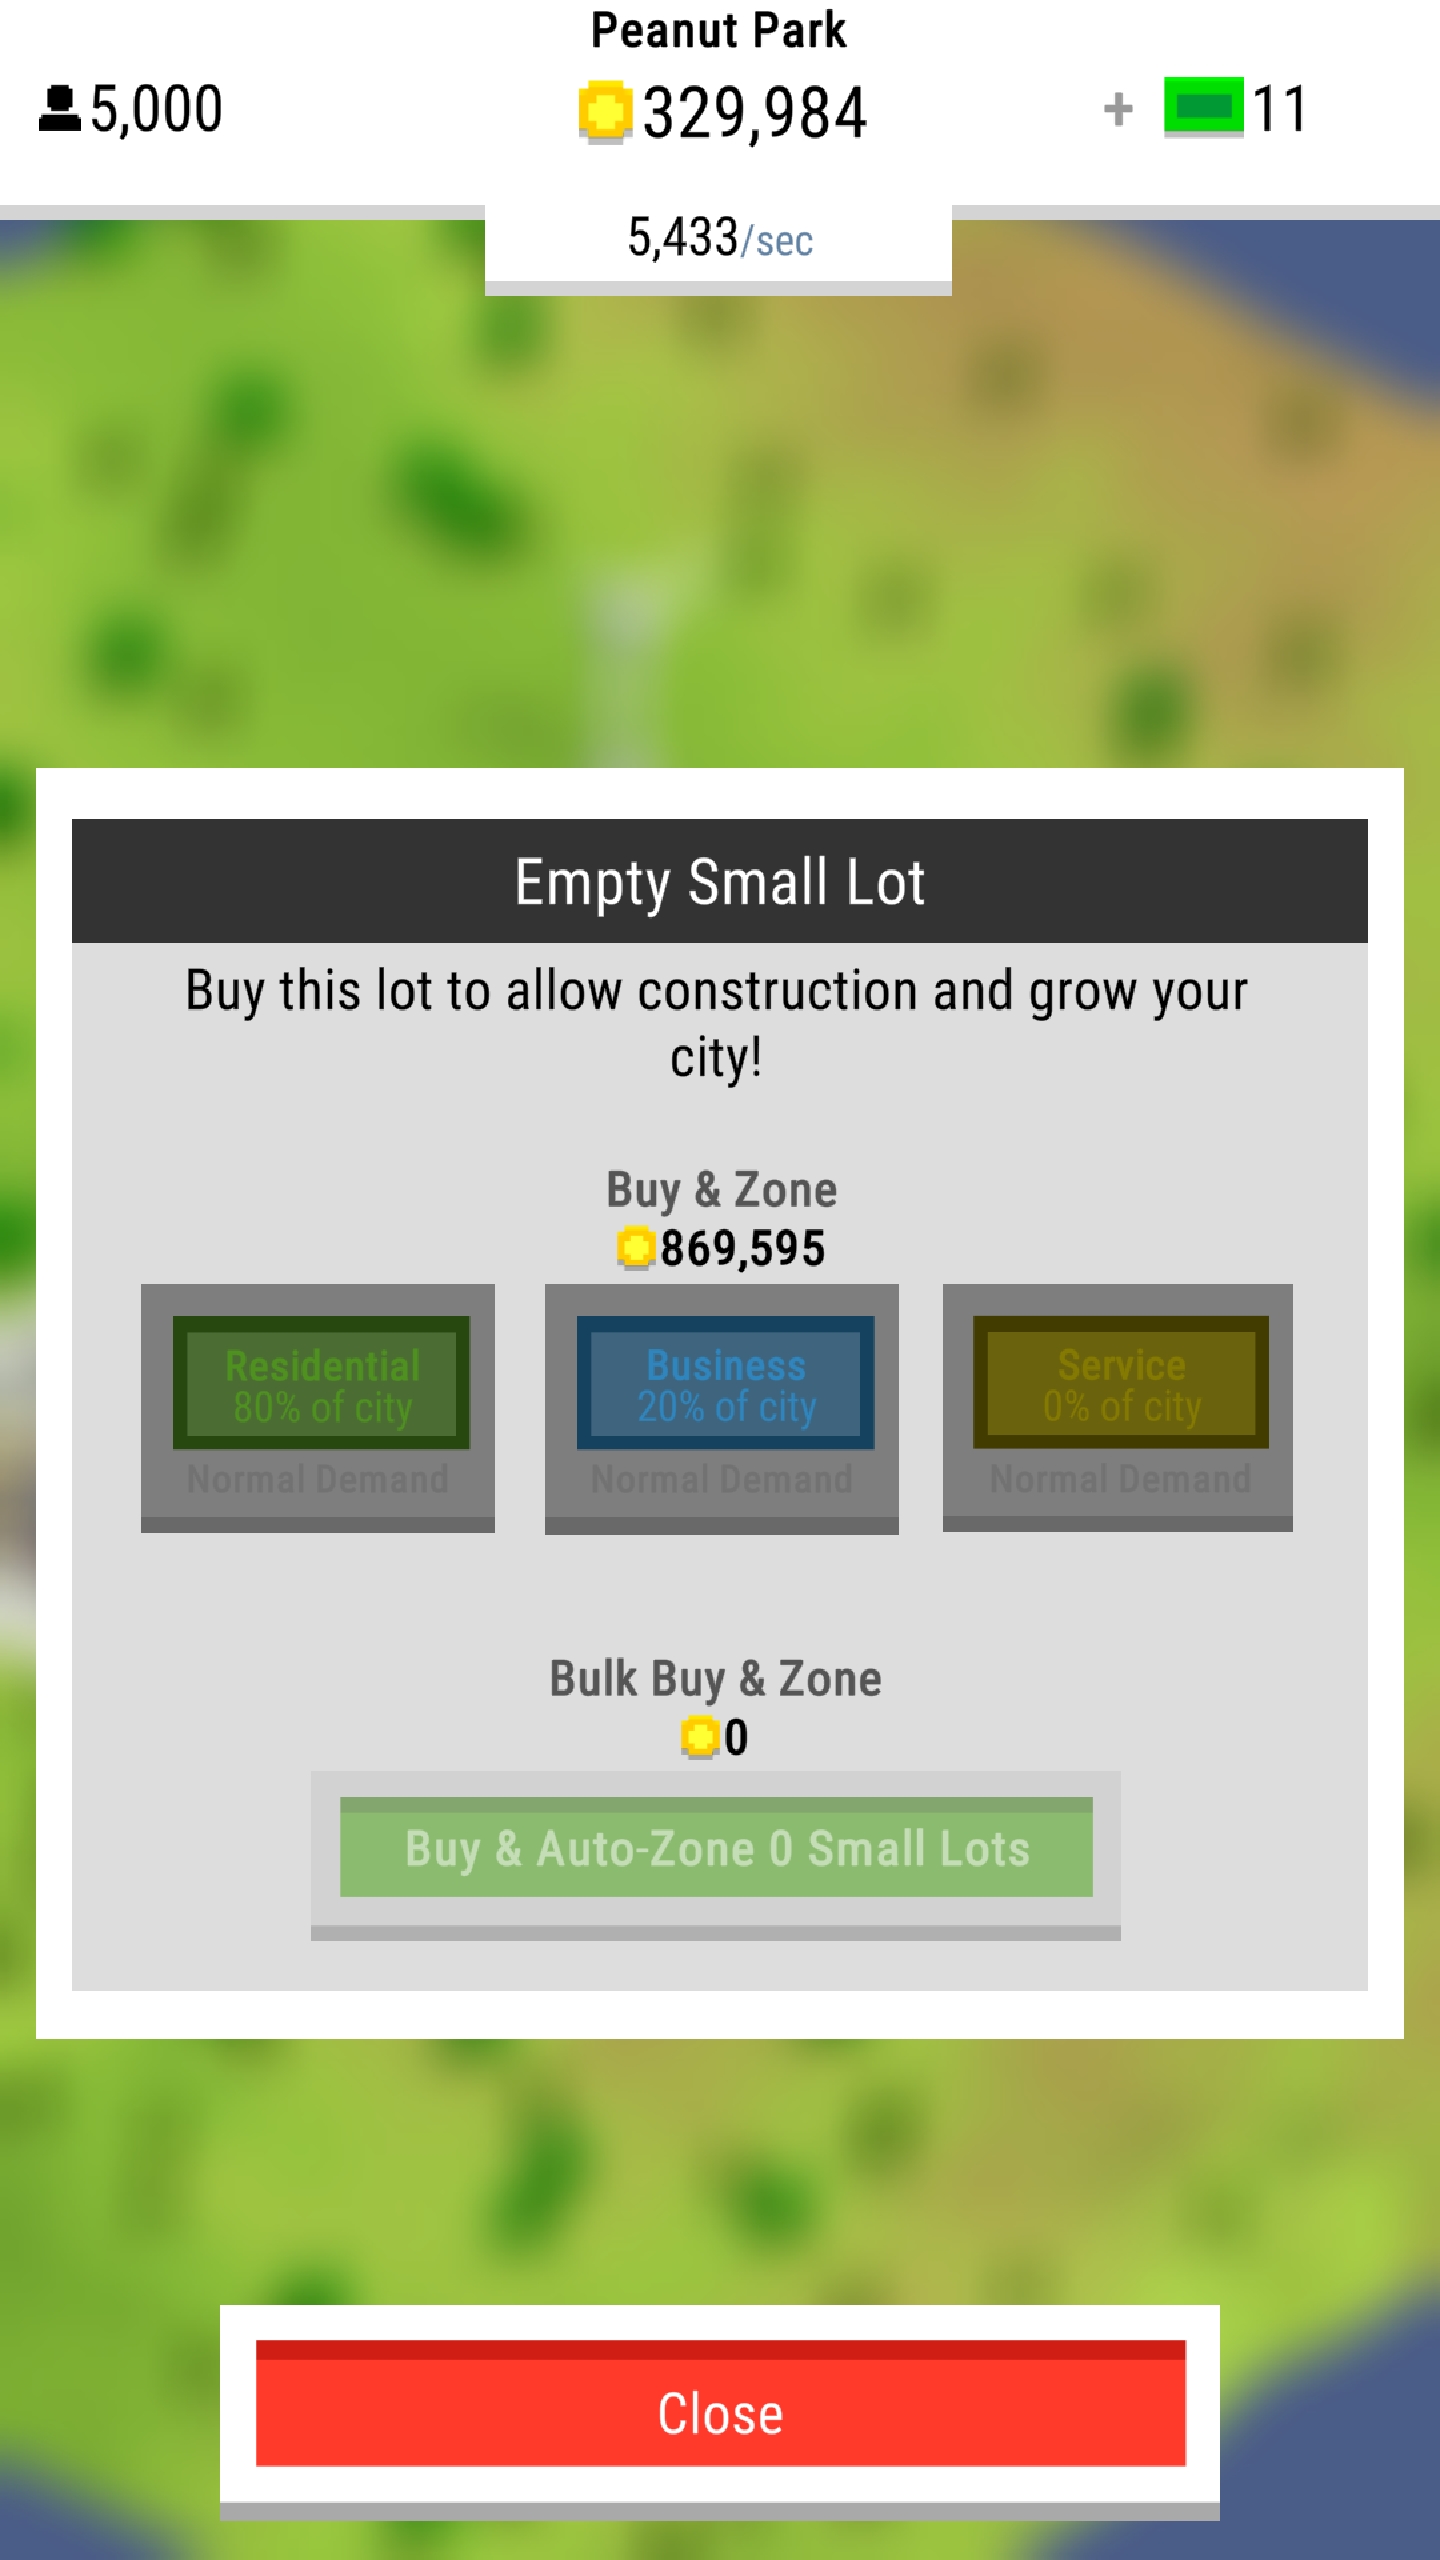 Peanut Park
5,000
329,984
+ 11
5,433/sec
Empty Small Lot
Buy this lot to allow construction and grow your
city!
Buy & Zone
869,595
Residential
80% of city
Normal Demand
Business
20% of city
Normal Demand
Service
0% of city
Normal Demand
Bulk Buy & Zone
0
Buy & Auto-Zone 0 Small Lots
Close